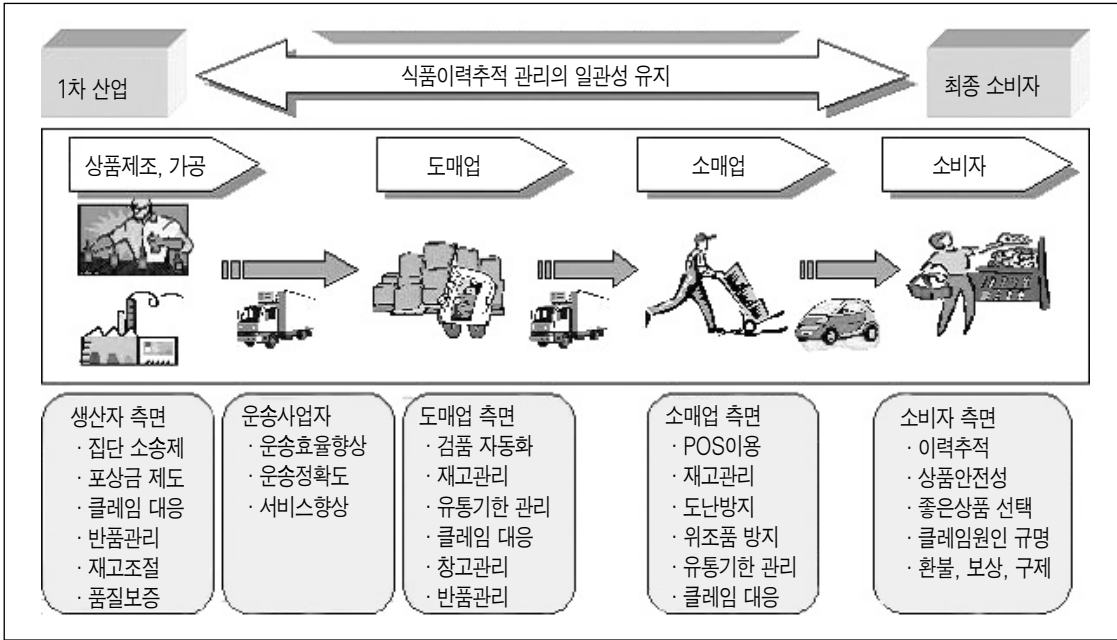 1차 산업
식품이력추적 관리의 일관성 유지
최종 소비자
상품제조, 가공
도매업
소매업
소비자
생산자 측면
· 집단 소송제
· 포상금 제도
· 클레임 대응
· 반품관리
· 재고조절
· 품질보증
운송사업자
· 운송효율향상
· 운송정확도
· 서비스향상
도매업 측면
· 검품 자동화
· 재고관리
· 유통기한 관리
· 클레임 대응
· 창고관리
· 반품관리
소매업 측면
· POS이용
· 재고관리
· 도난방지
· 위조품 방지
· 유통기한 관리
· 클레임 대응
소비자 측면
· 이력추적
· 상품안전성
· 좋은상품 선택
· 클레임원인 규명
· 환불, 보상, 구제